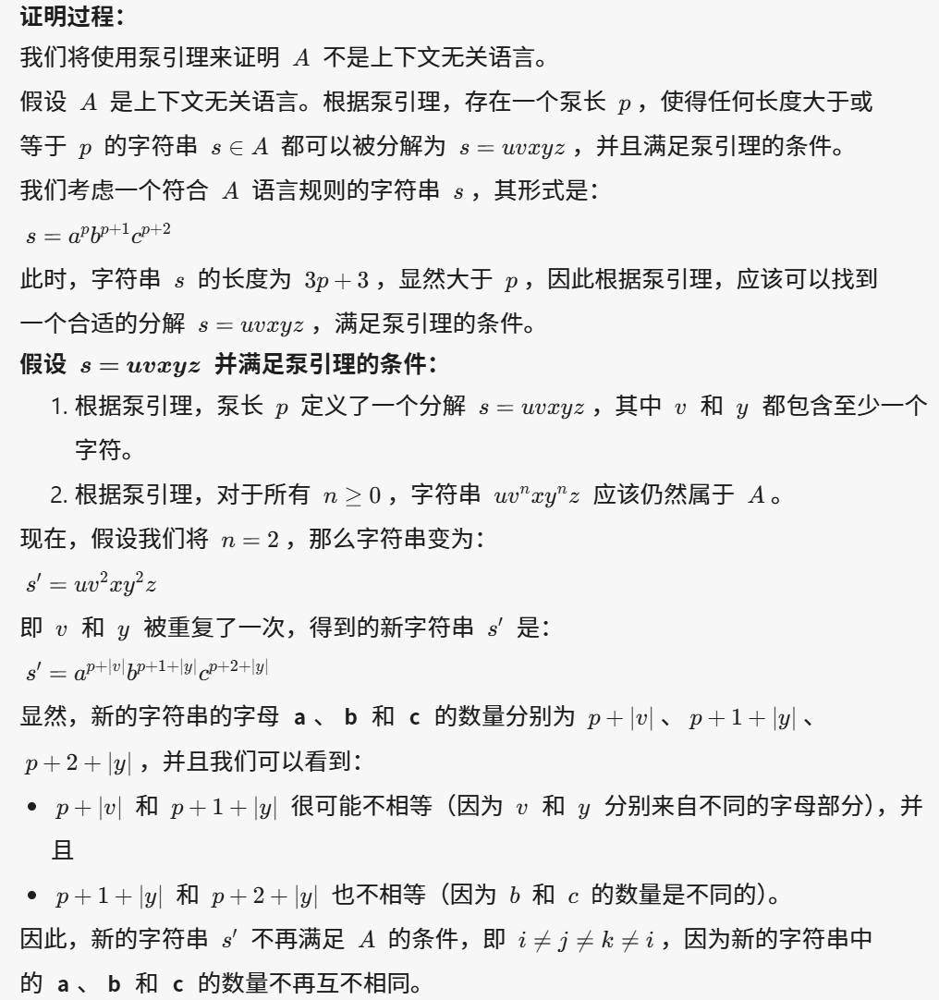 证明过程：
我们将使用泵引理来证明 A 不是上下文无关语言。
假设 A 是上下文无关语言。根据泵引理，存在一个泵长 p，使得任何长度大于或
等于 p 的字符串 s ∈ A 都可以被分解为 s = uvxyz，并且满足泵引理的条件。
我们考虑一个符合 A 语言规则的字符串 s，其形式是：
s = a^p b^{p+1} c^{p+2}
此时，字符串 s 的长度为 3p + 3，显然大于 p，因此根据泵引理，应该可以找到
一个合适的分解 s = uvxyz，满足泵引理的条件。
假设 s = uvxyz 并满足泵引理的条件：
1. 根据泵引理，泵长 p 定义了一个分解 s = uvxyz，其中 v 和 y 都包含至少一个
字符。
2. 根据泵引理，对于所有 n ≥ 0，字符串 uv^n xy^n z 应该仍然属于 A。
现在，假设我们将 n = 2，那么字符串变为：
s′ = uv^2 xy^2 z
即 v 和 y 被重复了一次，得到的新字符串 s′ 是：
s′ = a^{p+|v|} b^{p+1+|y|} c^{p+2+|y|}
显然，新的字符串的字母 a、b 和 c 的数量分别为 p + |v|、p + 1 + |y|、
p + 2 + |y|，并且我们可以看到：
• p + |v| 和 p + 1 + |y| 很可能不相等（因为 v 和 y 分别来自不同的字母部分），并
且
• p + 1 + |y| 和 p + 2 + |y| 也不相等（因为 b 和 c 的数量是不同的）。
因此，新的字符串 s′ 不再满足 A 的条件，即 i ≠ j ≠ k ≠ i，因为新的字符串中
的 a、b 和 c 的数量不再互不相同。